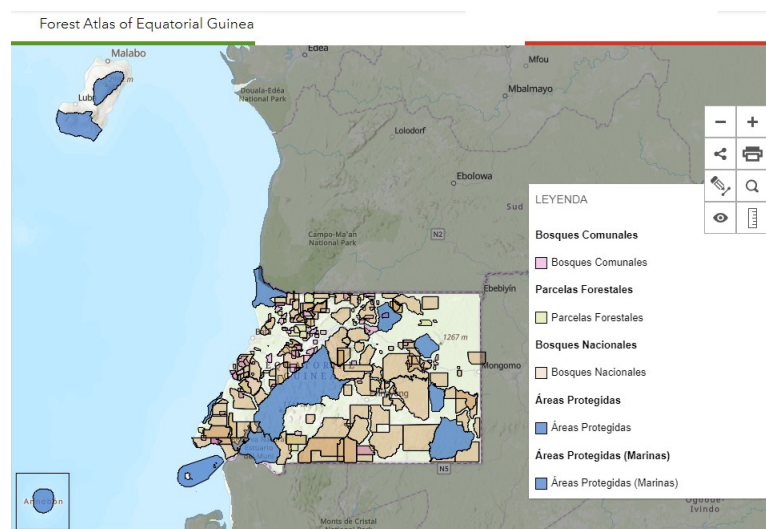 Forest Atlas of Equatorial Guinea
Malabo
Edea
Mfou
Douala-Edéa
National Park
Mbalmayo
Lolodorf
Ebolowa
Sud
N2
Campo-Ma'an
National Park
Ebebiyín
1267 m
Mongomo
GUINEA
N5
Monts de Cristal
Ogooué-
Ivindo
LEYENDA
Bosques Comunales
Bosques Comunales
Parcelas Forestales
Parcelas Forestales
Bosques Nacionales
Bosques Nacionales
Áreas Protegidas
Áreas Protegidas
Áreas Protegidas (Marinas)
Áreas Protegidas (Marinas)